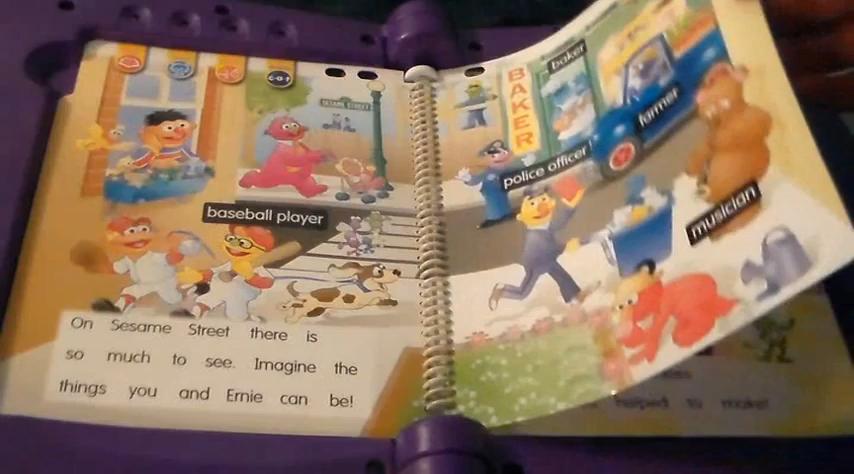 SESAME STREET
baseball player
On Sesame Street there is
so much to see. Imagine the
things you and Ernie can be!
BAKER
baker
farmer
police officer
musician
helped to make!